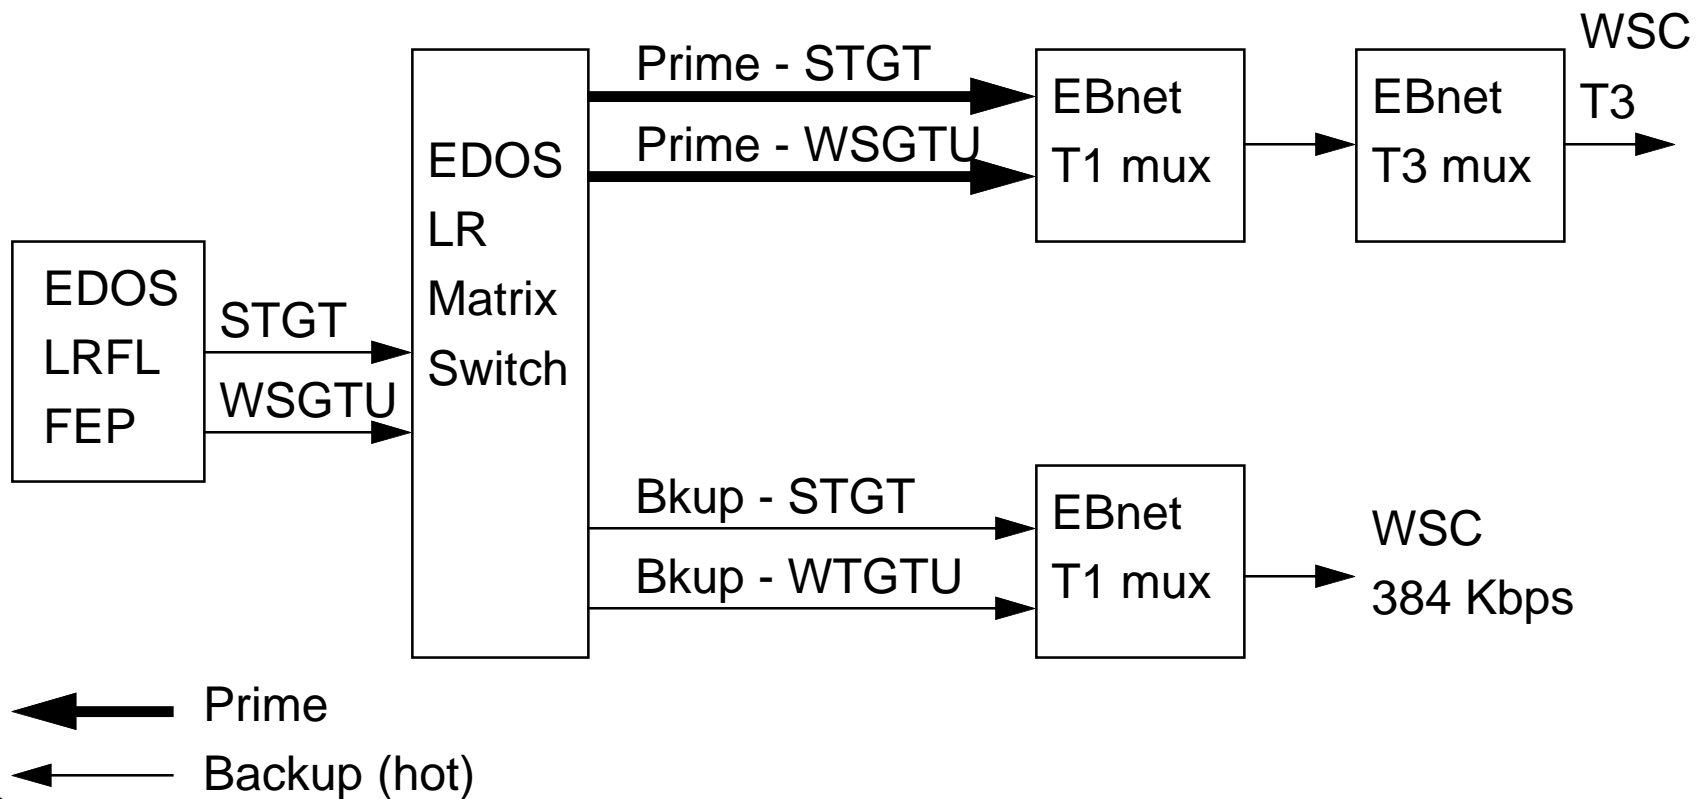 WSC
T3
Prime - STGT
Prime - WSGTU
EBnet
T1 mux
EBnet
T3 mux
EDOS
LR
Matrix
Switch
EDOS
LRFL
FEP
STGT
WSGTU
Bkup - STGT
Bkup - WTGTU
EBnet
T1 mux
WSC
384 Kbps
Prime
Backup (hot)